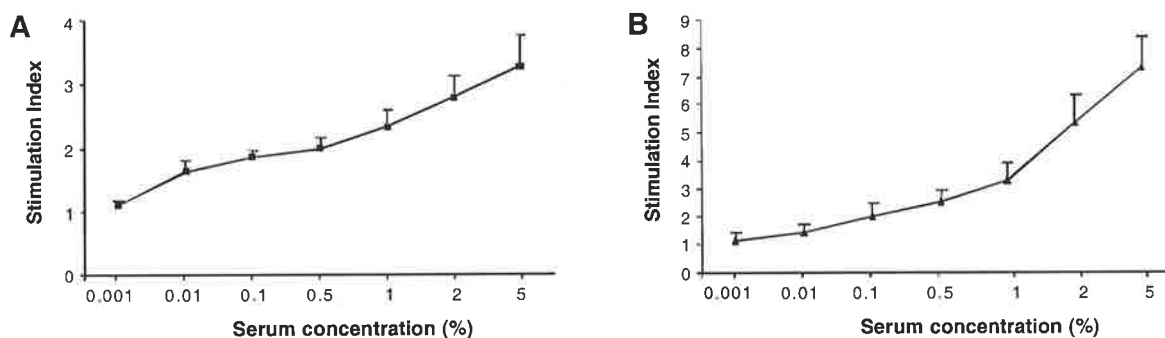 A
Stimulation Index
4
3
2
1
0
0.001 0.01 0.1 0.5 1 2 5
Serum concentration (%)
B
Stimulation Index
9
8
7
6
5
4
3
2
1
0
0.001 0.01 0.1 0.5 1 2 5
Serum concentration (%)